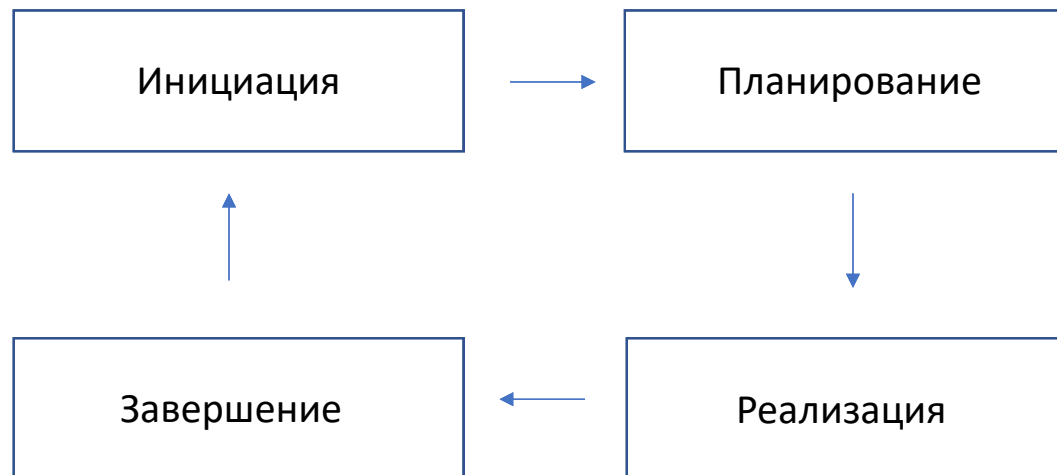 Инициация
Планирование
Завершение
Реализация